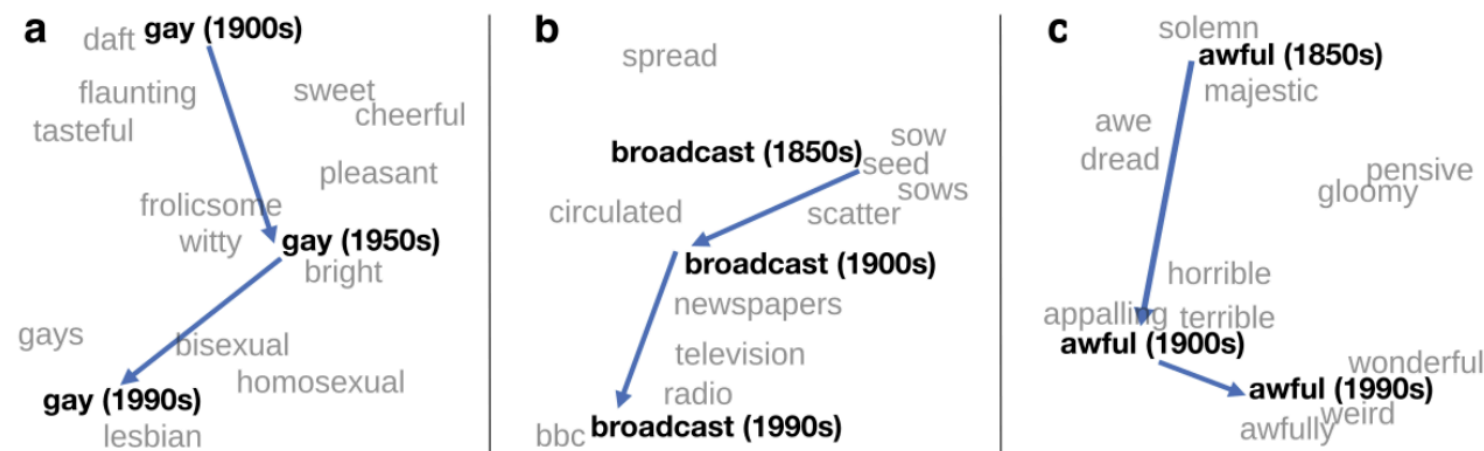 a
daft gay (1900s)
flaunting
sweet
cheerful
tasteful
pleasant
frolicsome
witty
gay (1950s)
bright
gays
bisexual
homosexual
gay (1990s)
lesbian
b
spread
broadcast (1850s)
sow
seed
sows
circulated
scatter
broadcast (1900s)
newspapers
television
radio
bbc broadcast (1990s)
c
solemn
awful (1850s)
majestic
awe
dread
pensive
gloomy
horrible
appalling terrible
awful (1900s)
wonderful
awful (1990s)
weird
awfully